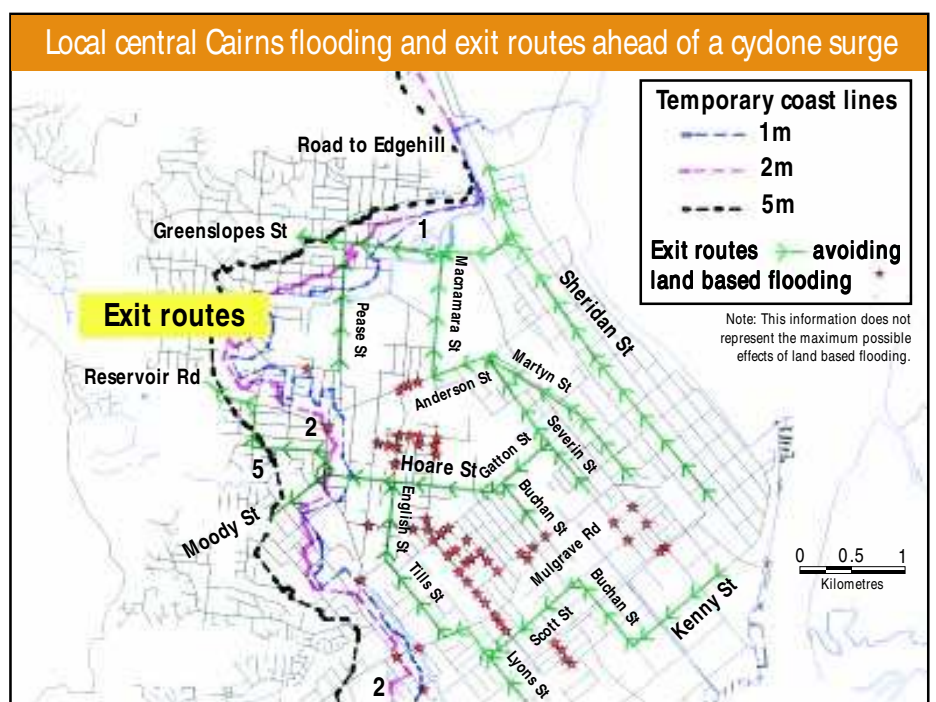 Local central Cairns flooding and exit routes ahead of a cyclone surge
Temporary coast lines
1m
2m
5m
Exit routes avoiding
land based flooding
Note: This information does not
represent the maximum possible
effects of land based flooding.
Road to Edgehill
Greenslopes St
1
Macnamara St
Sheridan St
Exit routes
Pease St
Reservoir Rd
Anderson St
Martyn St
2
Severin St
Gatton St
Hoare St
5
Buchan St
English St
Moody St
Mulgrave Rd
0 0.5 1
Kilometres
Tills St
Buchan St
Kenny St
Scott St
Lyons St
2